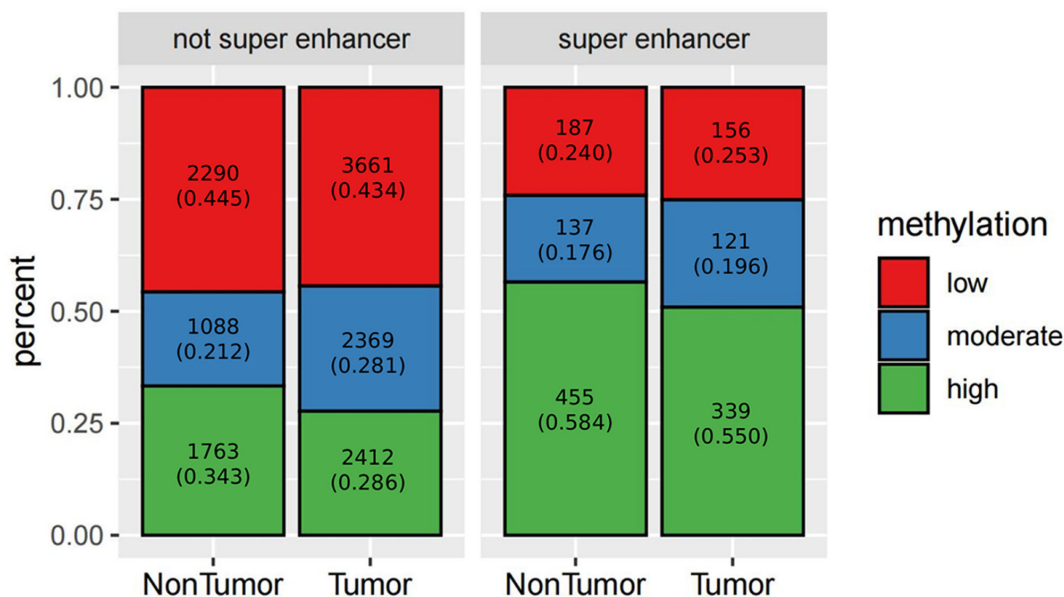 not super enhancer
super enhancer
percent
1.00
0.75
0.50
0.25
0.00
2290
(0.445)
1088
(0.212)
1763
(0.343)
3661
(0.434)
2369
(0.281)
2412
(0.286)
187
(0.240)
137
(0.176)
455
(0.584)
156
(0.253)
121
(0.196)
339
(0.550)
NonTumor
Tumor
NonTumor
Tumor
methylation
low
moderate
high